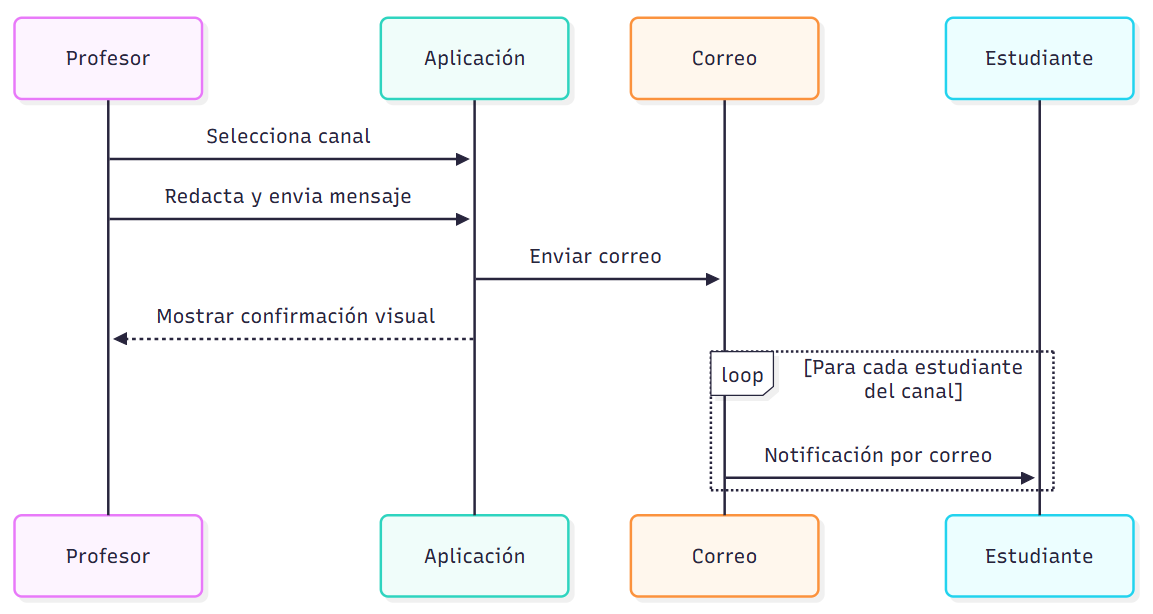 Profesor
Aplicación
Correo
Estudiante
Selecciona canal
Redacta y envia mensaje
Enviar correo
Mostrar confirmación visual
loop
[Para cada estudiante
del canal]
Notificación por correo
Profesor
Aplicación
Correo
Estudiante